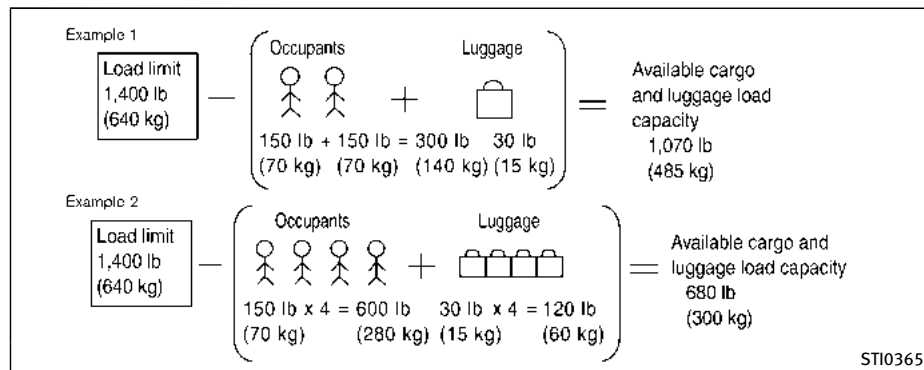 Example 1
Load limit
1,400 lb
(640 kg)
Occupants
Luggage
150 lb + 150 lb = 300 lb 30 lb
(70 kg) (70 kg) (140 kg) (15 kg)
Available cargo
and luggage load
capacity
1,070 lb
(485 kg)
Example 2
Load limit
1,400 lb
(640 kg)
Occupants
Luggage
150 lb x 4 = 600 lb 30 lb x 4 = 120 lb
(70 kg) (280 kg) (15 kg) (60 kg)
Available cargo and
luggage load capacity
680 lb
(300 kg)
STI0365